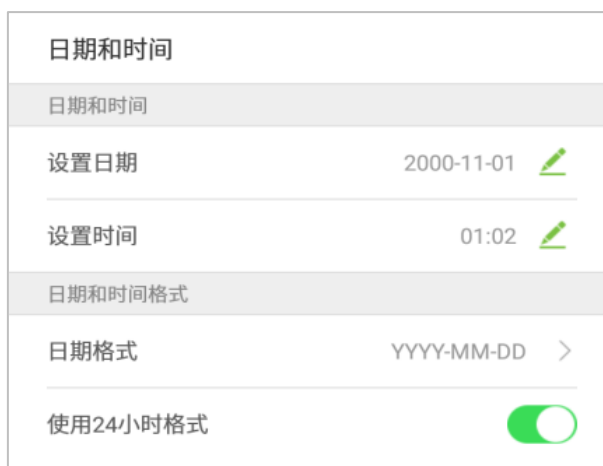 日期和时间
日期和时间
设置日期 2000-11-01
设置时间 01:02
日期和时间格式
日期格式 YYYY-MM-DD
使用24小时格式